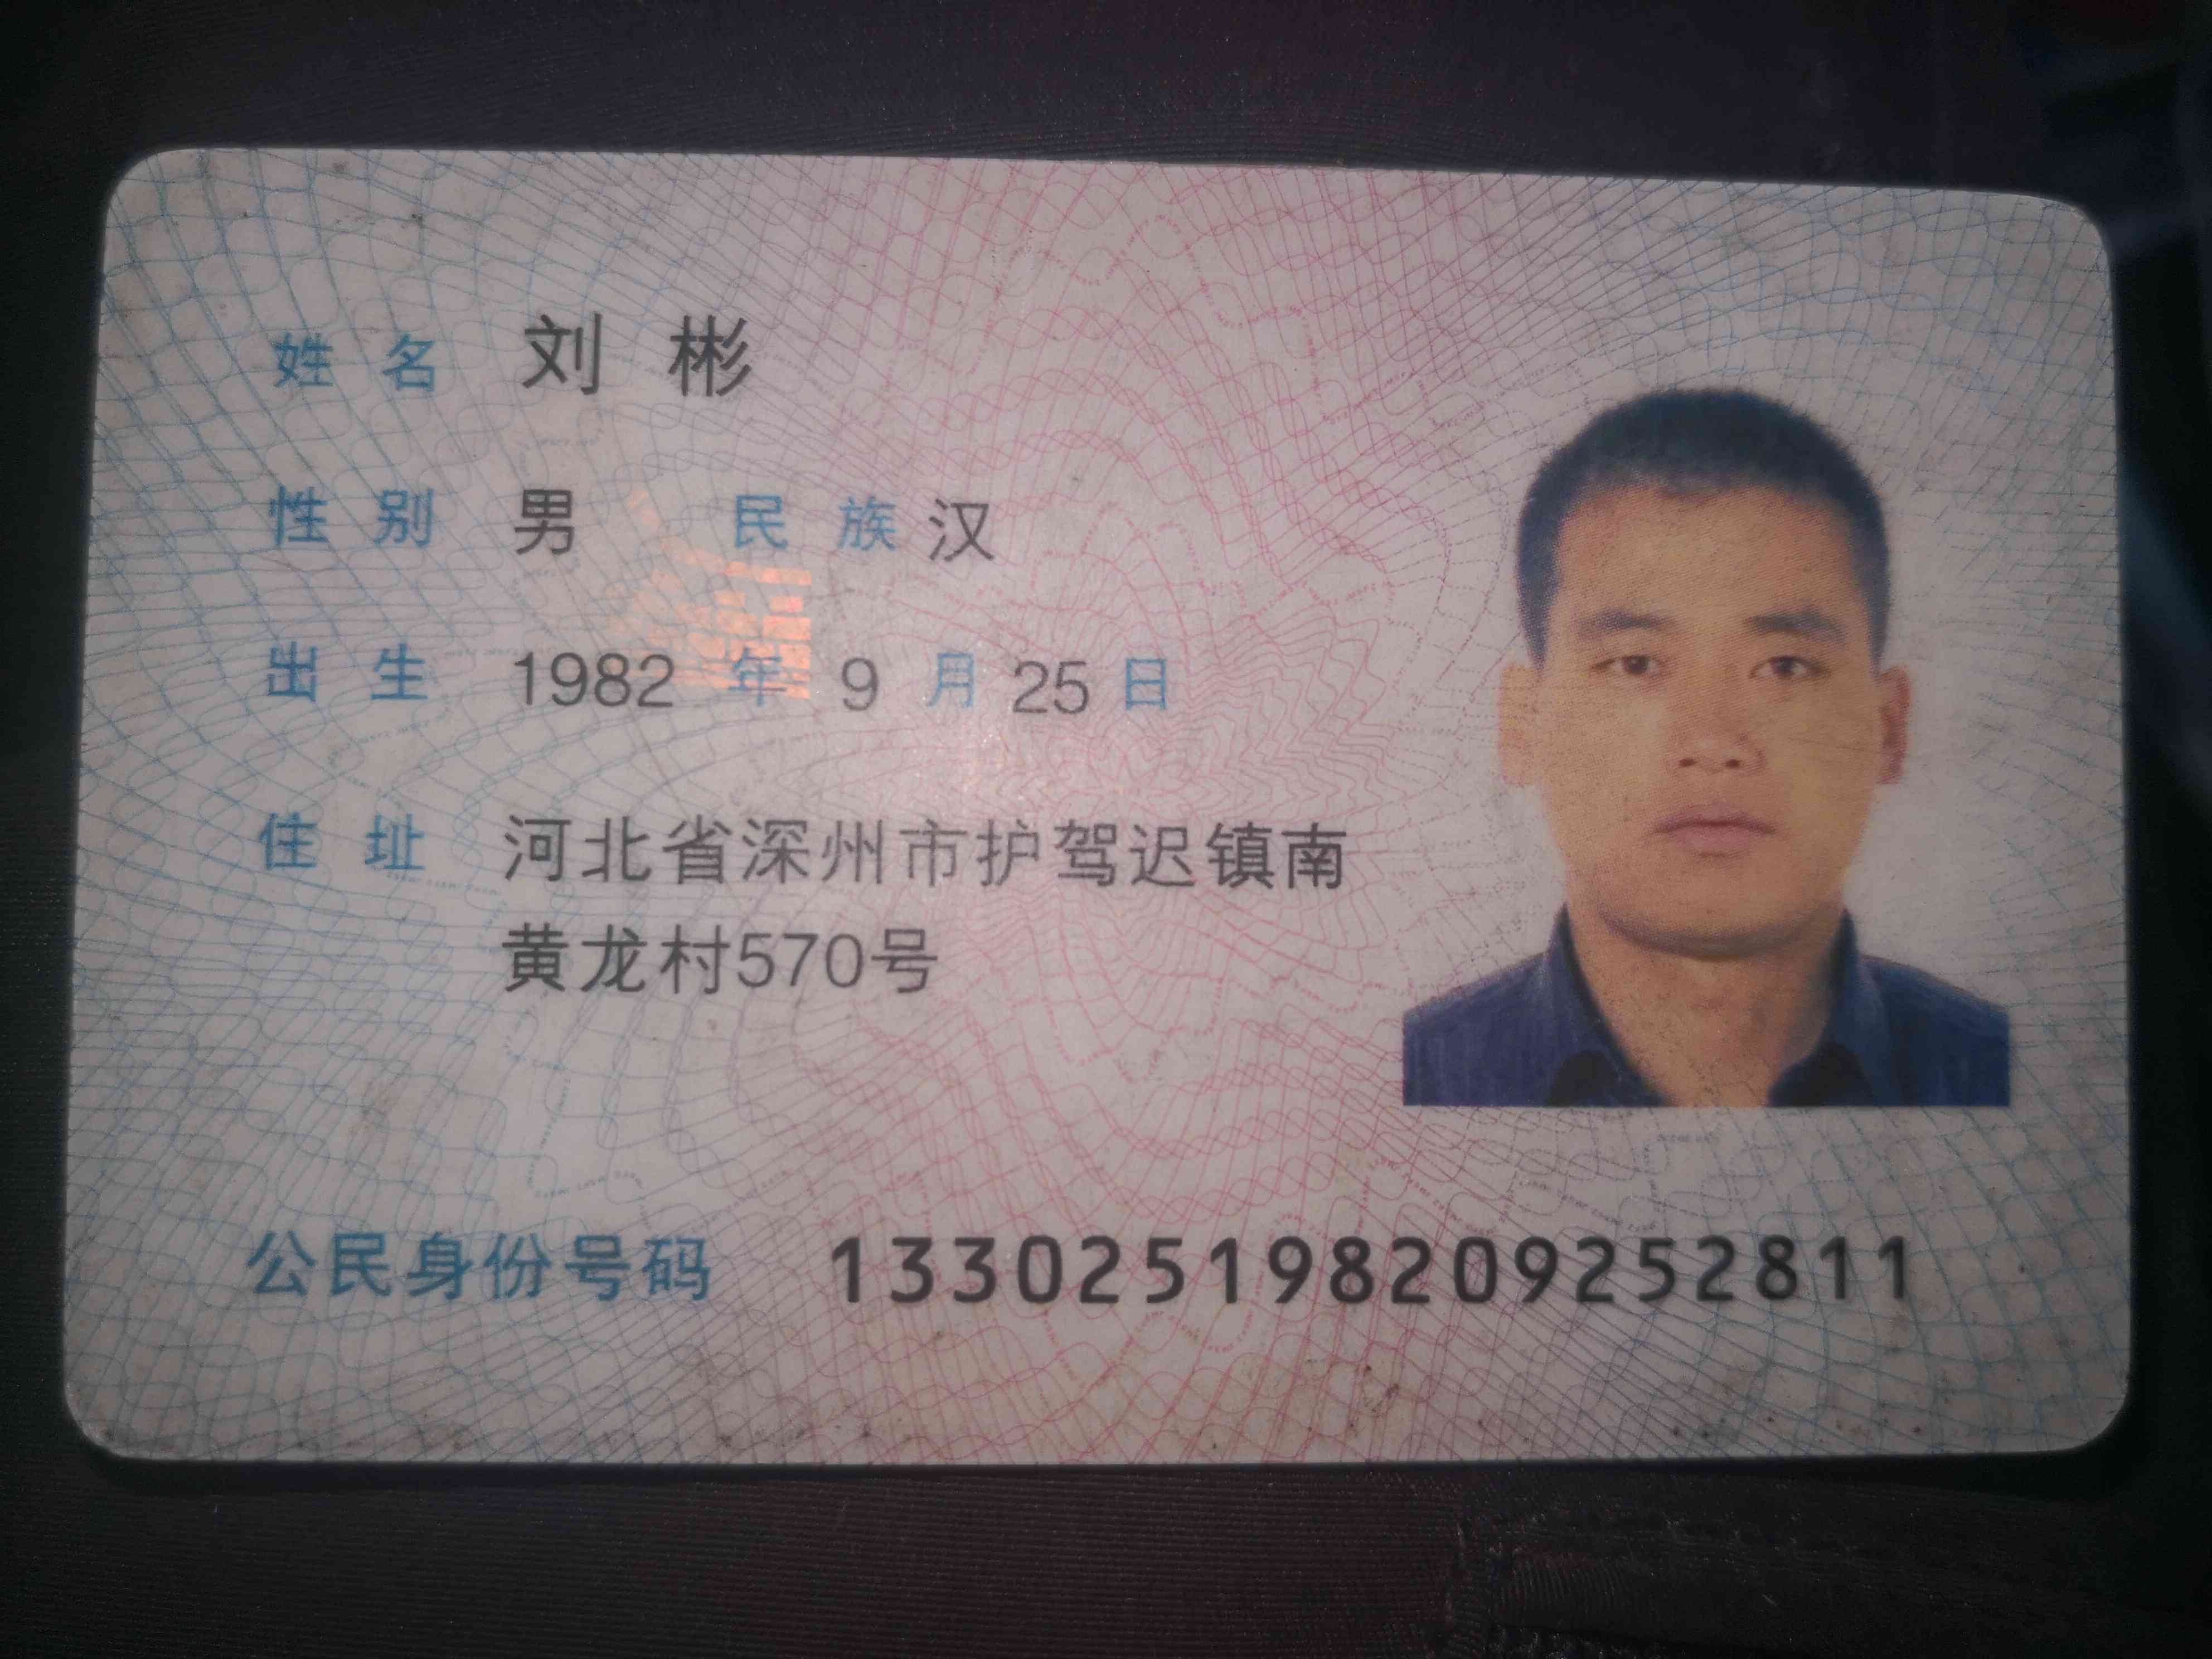 姓名 刘彬
性别 男 民族 汉
出生 1982 年 9 月 25 日
住址 河北省深州市护驾迟镇南
黄龙村570号
公民身份号码 133025198209252811